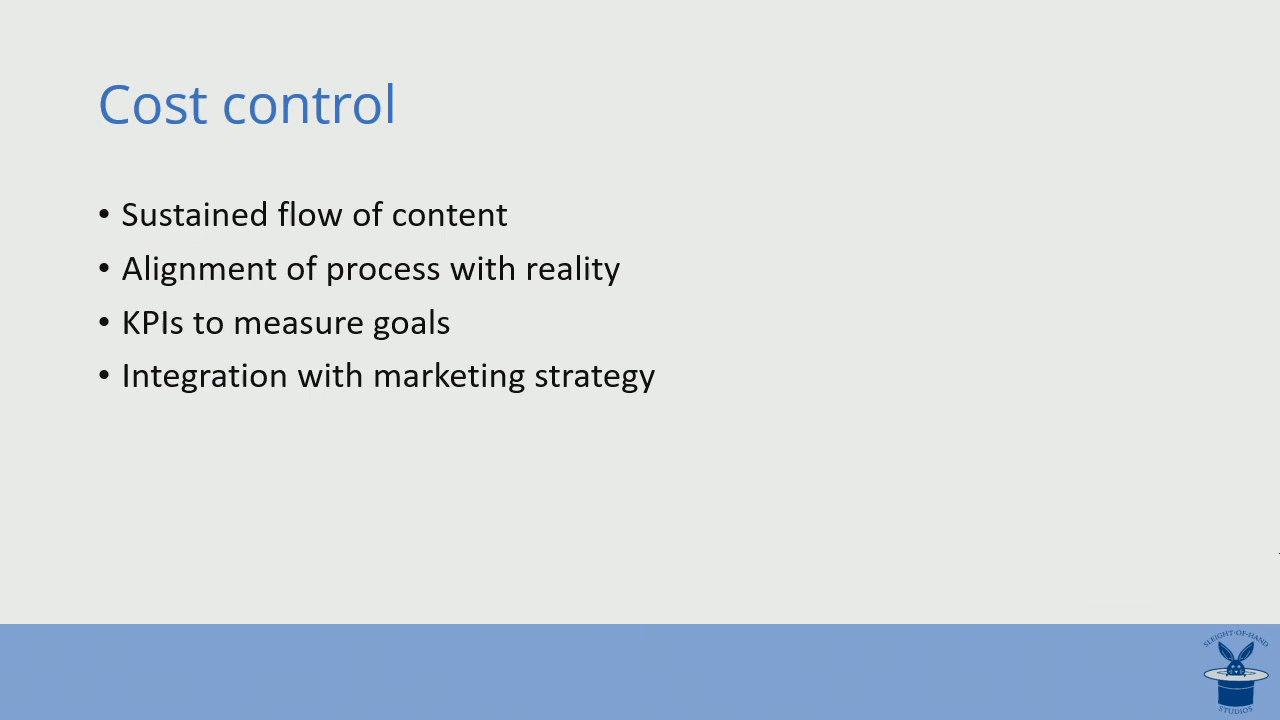 Cost control
• Sustained flow of content
• Alignment of process with reality
• KPIs to measure goals
• Integration with marketing strategy
SLEIGHT-OF-HAND
STUDIOS